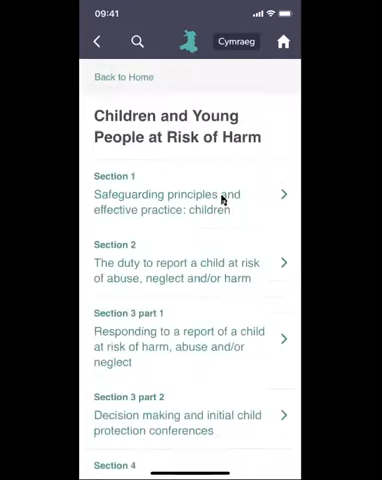 09:41
Cymraeg
Back to Home
Children and Young
People at Risk of Harm
Section 1
Safeguarding principles and
effective practice: children
Section 2
The duty to report a child at risk
of abuse, neglect and/or harm
Section 3 part 1
Responding to a report of a child
at risk of harm, abuse and/or
neglect
Section 3 part 2
Decision making and initial child
protection conferences
Section 4